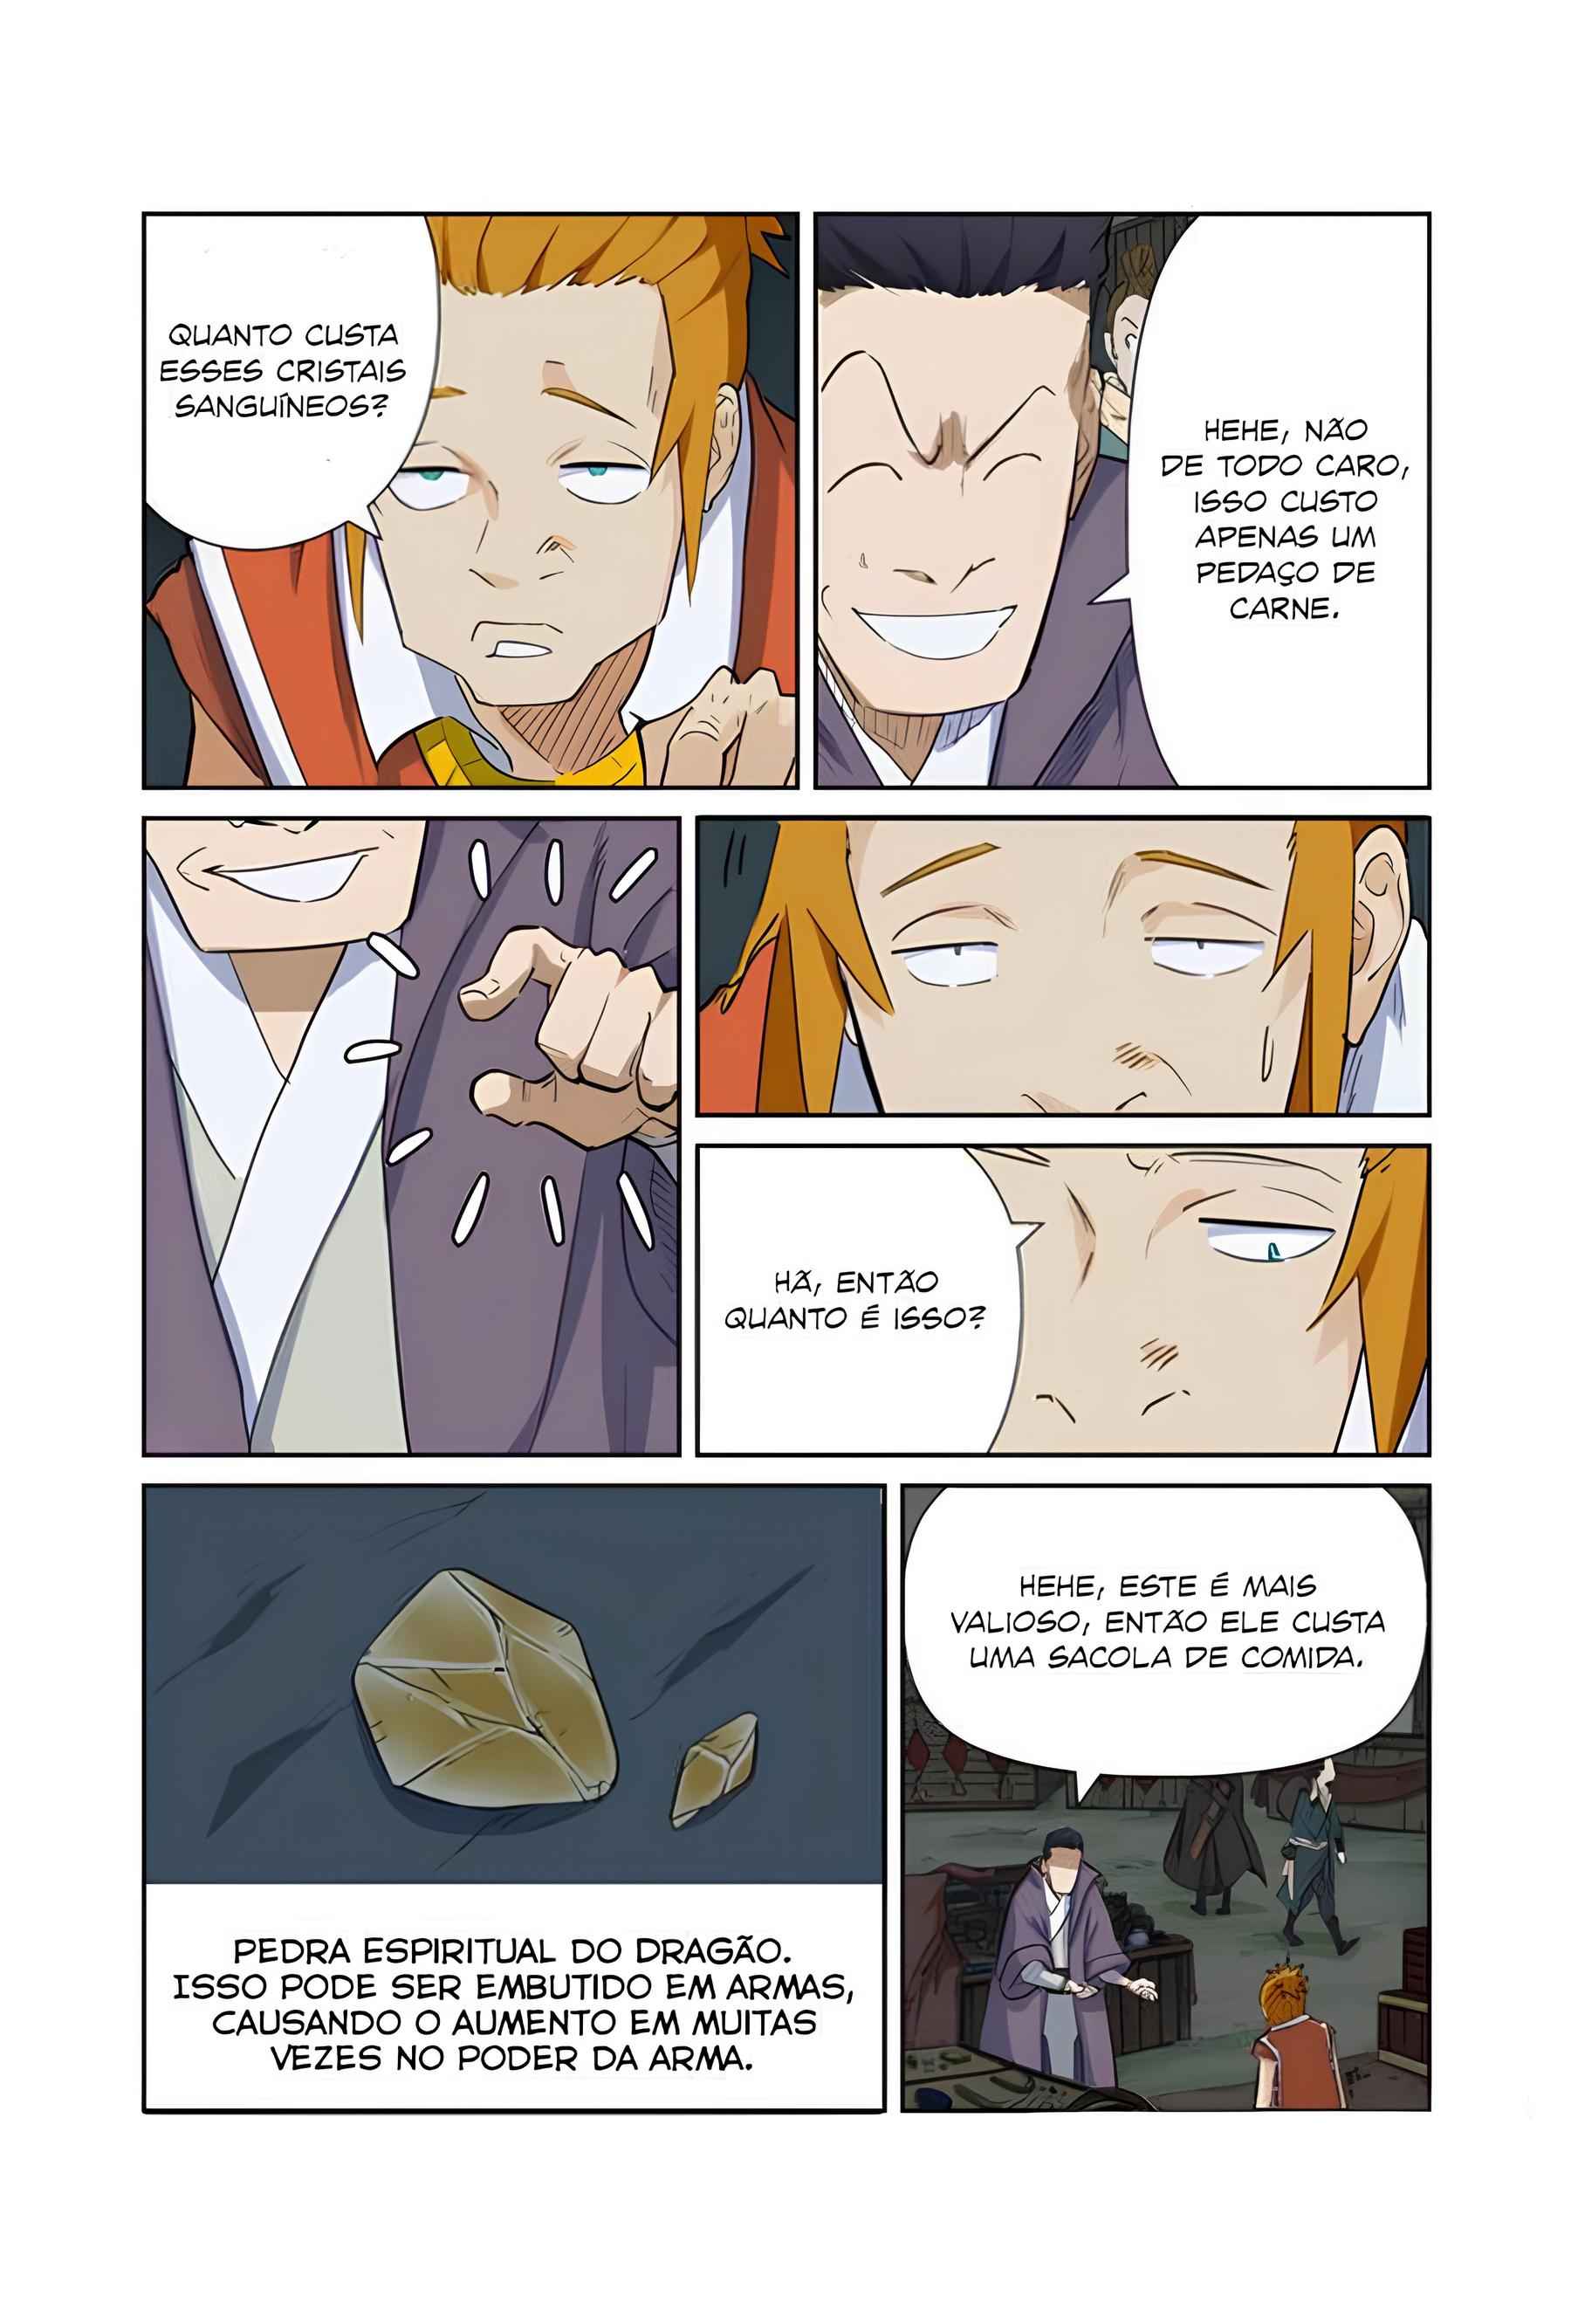 QUANTO CUSTA
ESSES CRISTAIS
SANGUÍNEOS?
HEHE, NÃO
DE TODO CARO,
ISSO CUSTO
APENAS UM
PEDAÇO DE
CARNE.
HÃ, ENTÃO
QUANTO É ISSO?
PEDRA ESPIRITUAL DO DRAGÃO.
ISSO PODE SER EMBUTIDO EM ARMAS,
CAUSANDO O AUMENTO EM MUITAS
VEZES NO PODER DA ARMA.
HEHE, ESTE É MAIS
VALIOSO, ENTÃO ELE CUSTA
UMA SACOLA DE COMIDA.